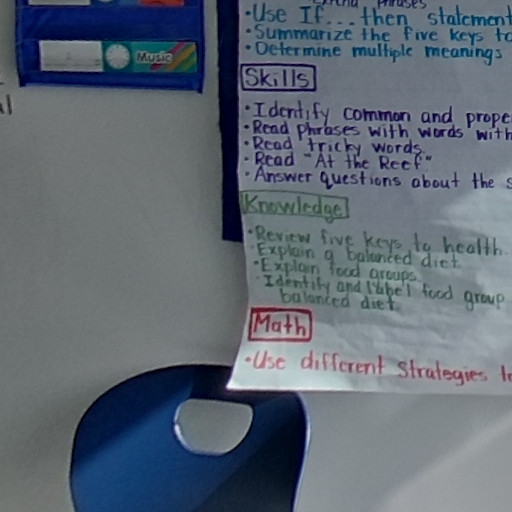 phrases
• Use If...then statement
• Summarize the five keys to
• Determine multiple meanings
Music
Skills
• Identify common and prope
• Read phrases with words with
• Read tricky words.
• Read "At the Reef"
• Answer questions about the s
Knowledge
• Review five keys to health.
• Explain a balanced diet.
• Explain food groups.
• Identify and label food group
balanced diet.
Math
• Use different strategies to
al